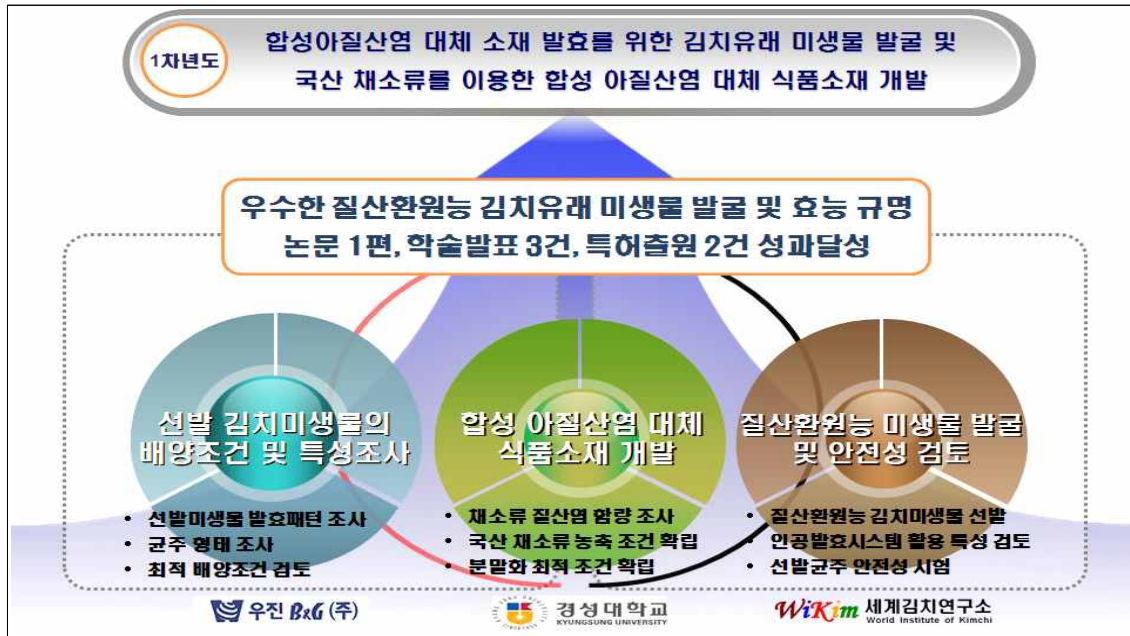 1차년도
합성아질산염 대체 소재 발효를 위한 김치유래 미생물 발굴 및
국산 채소류를 이용한 합성 아질산염 대체 식품소재 개발
우수한 질산환원능 김치유래 미생물 발굴 및 효능 규명
논문 1편, 학술발표 3건, 특허출원 2건 성과달성
선발 김치미생물의
배양조건 및 특성조사
• 선발미생물 발효패턴 조사
• 균주 형태 조사
• 최적 배양조건 검토
우진 B&G (주)
합성 아질산염 대체
식품소재 개발
• 채소류 질산염 함량 조사
• 국산 채소류 농축 조건 확립
• 분말화 최적 조건 확립
경성대학교
KYUNGSUNG UNIVERSITY
질산환원능 미생물 발굴
및 안전성 검토
• 질산환원능 김치미생물 선발
• 인공발효시스템 활용 특성 검토
• 선발균주 안전성 시험
WiKim 세계김치연구소
World Institute of Kimchi